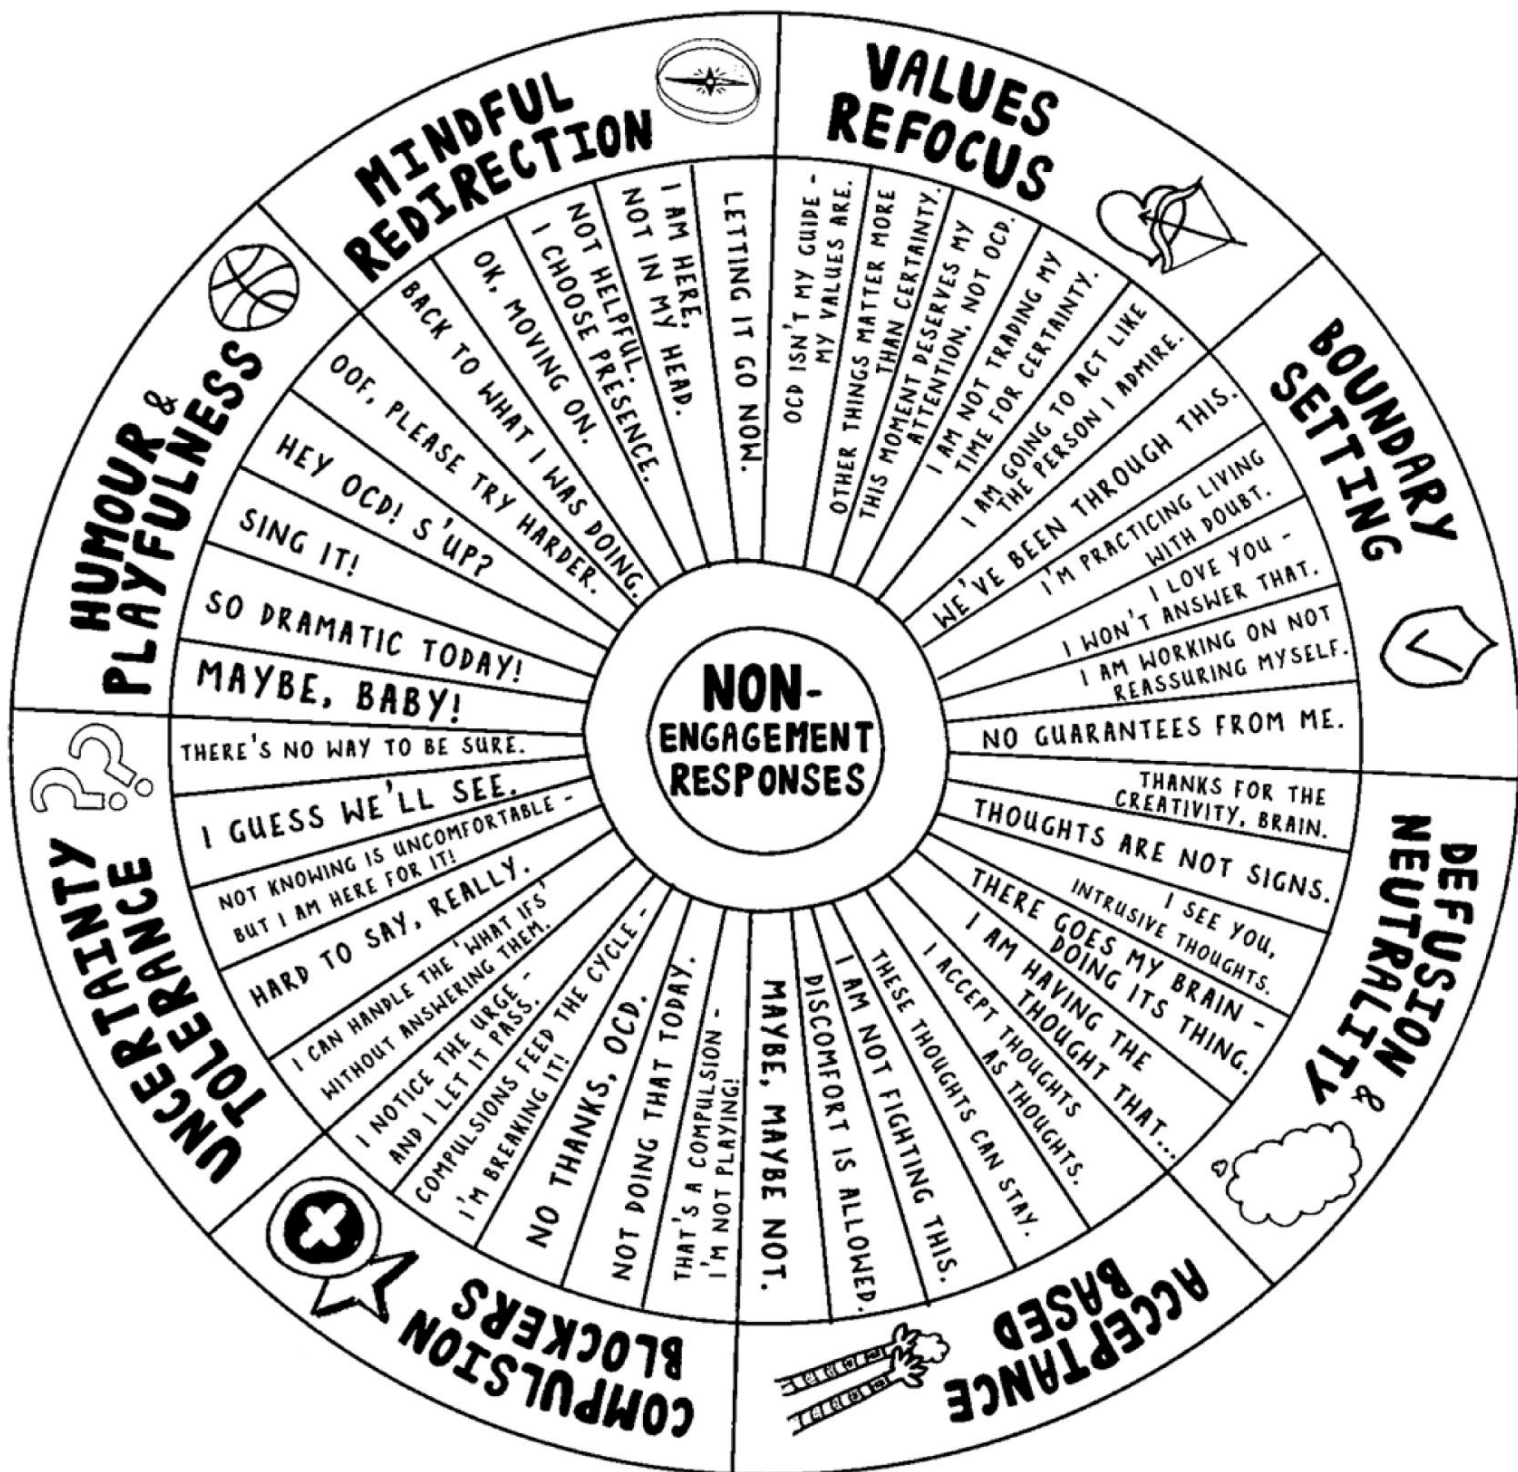 NON-
ENGAGEMENT
RESPONSES
VALUES
REFOCUS
OCD ISN'T MY GUIDE -
MY VALUES ARE.
OTHER THINGS MATTER MORE
THAN CERTAINTY.
THIS MOMENT DESERVES MY
ATTENTION, NOT OCD.
I AM NOT TRADING MY
TIME FOR CERTAINTY.
I AM GOING TO ACT LIKE
THE PERSON I ADMIRE.
BOUNDARY
SETTING
WE'VE BEEN THROUGH THIS.
I'M PRACTICING LIVING
WITH DOUBT.
I LOVE YOU -
I WON'T ANSWER THAT.
I AM WORKING ON NOT
REASSURING MYSELF.
NO GUARANTEES FROM ME.
DEFUSION &
NEUTRALITY
THANKS FOR THE
CREATIVITY, BRAIN.
THOUGHTS ARE NOT SIGNS.
I SEE YOU,
INTRUSIVE THOUGHTS.
THERE GOES MY BRAIN -
DOING ITS THING.
I AM HAVING THE
THOUGHT THAT...
ACCEPTANCE
BASED
I ACCEPT THOUGHTS
AS THOUGHTS.
THESE THOUGHTS CAN STAY.
I AM NOT FIGHTING THIS.
DISCOMFORT IS ALLOWED.
MAYBE, MAYBE NOT.
COMPULSION
BLOCKERS
THAT'S A COMPULSION -
I'M NOT PLAYING!
NOT DOING THAT TODAY.
NO THANKS, OCD.
COMPULSIONS FEED THE CYCLE -
I'M BREAKING IT!
I NOTICE THE URGE -
AND I LET IT PASS.
UNCERTAINTY
TOLERANCE
I CAN HANDLE THE 'WHAT IFS'
WITHOUT ANSWERING THEM.
HARD TO SAY, REALLY.
NOT KNOWING IS UNCOMFORTABLE -
BUT I AM HERE FOR IT!
I GUESS WE'LL SEE.
THERE'S NO WAY TO BE SURE.
HUMOUR &
PLAYFULNESS
MAYBE, BABY!
SO DRAMATIC TODAY!
SING IT!
HEY OCD! S'UP?
OOF, PLEASE TRY HARDER.
MINDFUL
REDIRECTION
BACK TO WHAT I WAS DOING.
OK, MOVING ON.
NOT HELPFUL.
I CHOOSE PRESENCE.
I AM HERE,
NOT IN MY HEAD.
LETTING IT GO NOW.